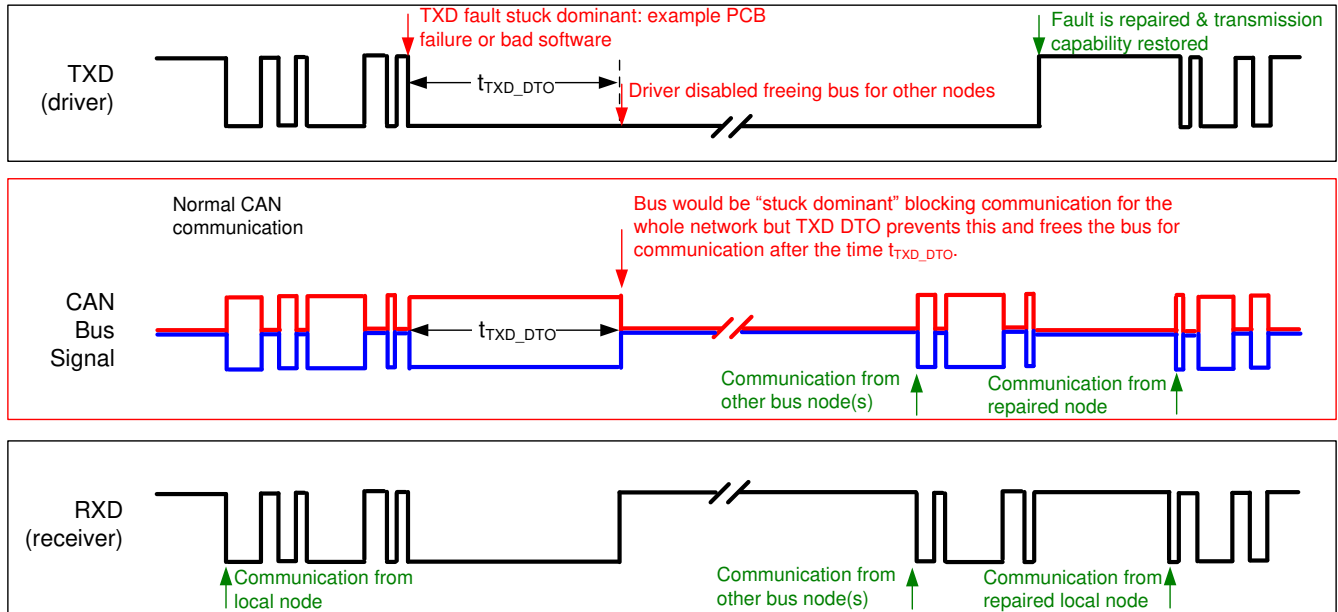 TXD fault stuck dominant: example PCB
failure or bad software
Fault is repaired & transmission
capability restored
TXD
(driver)
tTXD_DTO
Driver disabled freeing bus for other nodes
Normal CAN
communication
Bus would be “stuck dominant” blocking communication for the
whole network but TXD DTO prevents this and frees the bus for
communication after the time tTXD_DTO.
CAN
Bus
Signal
tTXD_DTO
Communication from
other bus node(s)
Communication from
repaired node
RXD
(receiver)
Communication from
local node
Communication from
other bus node(s)
Communication from
repaired local node